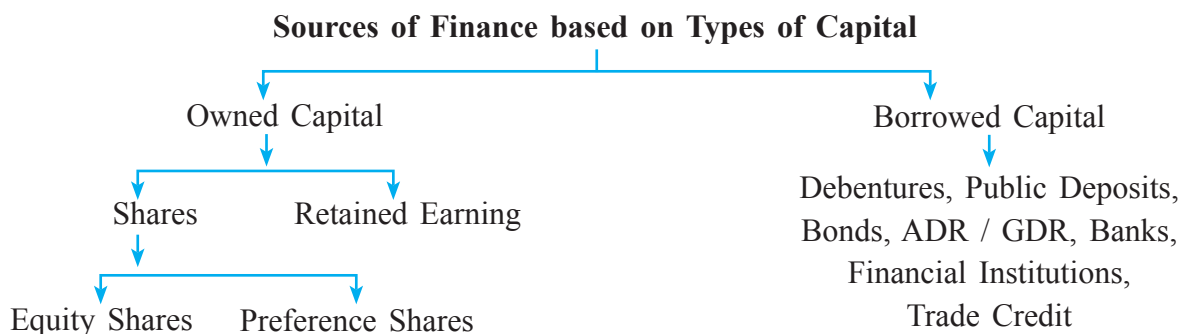 Sources of Finance based on Types of Capital
Owned Capital
Borrowed Capital
Shares
Retained Earning
Equity Shares
Preference Shares
Debentures, Public Deposits,
Bonds, ADR / GDR, Banks,
Financial Institutions,
Trade Credit